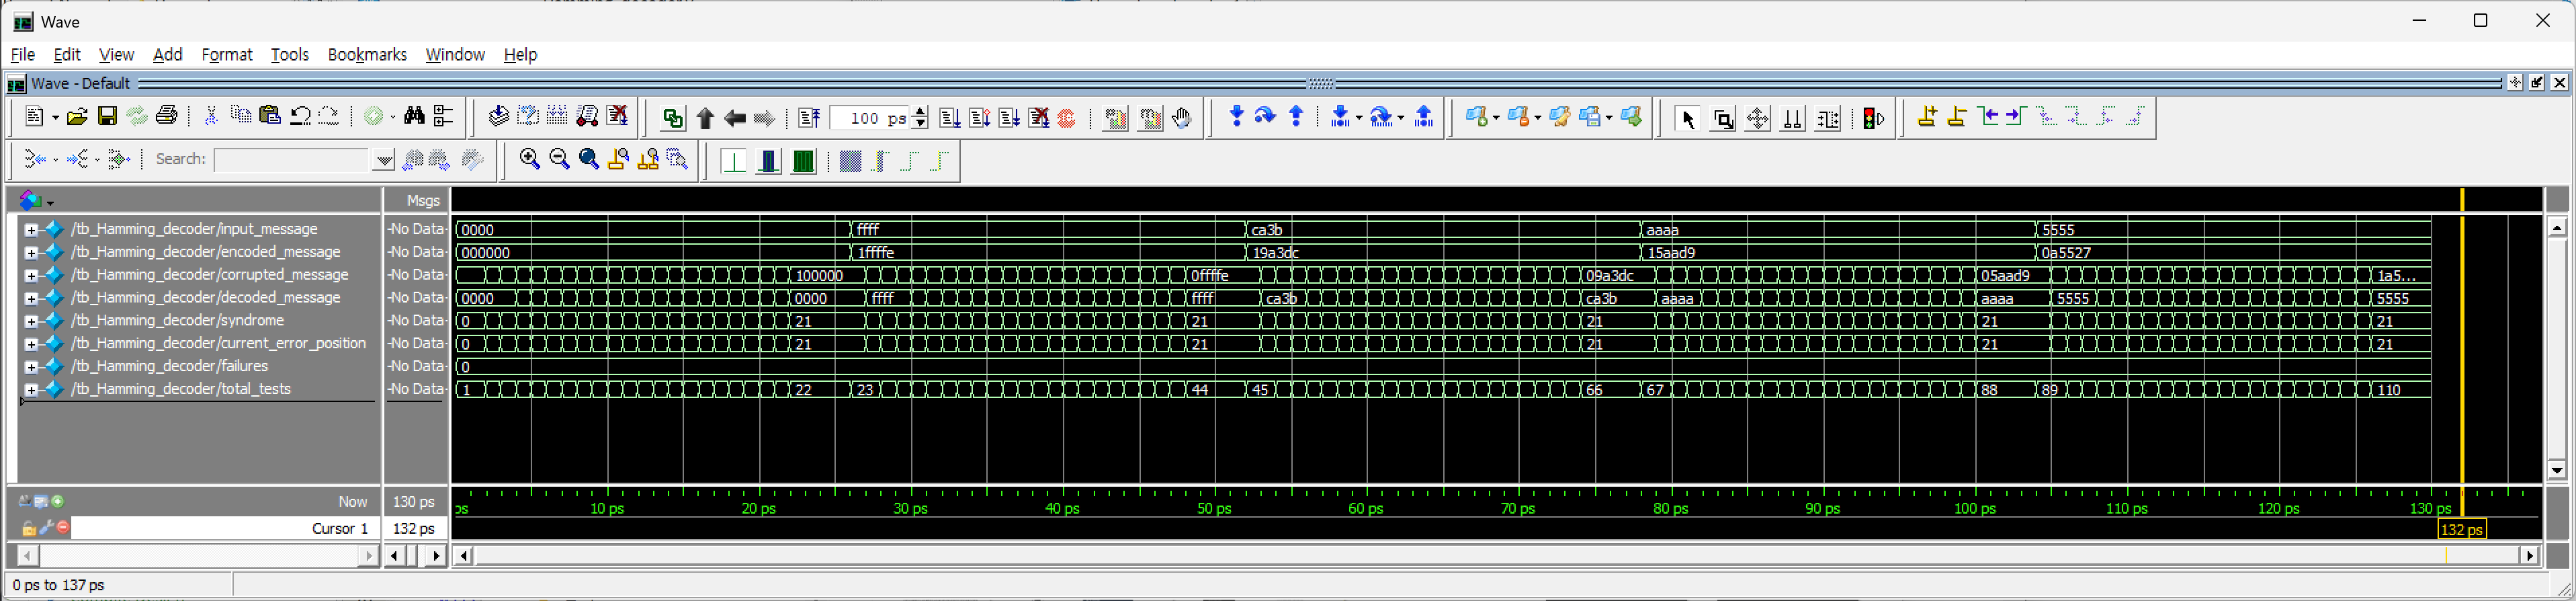 Wave
File Edit View Add Format Tools Bookmarks Window Help
Wave - Default
100 ps
Search:
Msgs
/tb_Hamming_decoder/input_message -No Data- 0000 ffff ca3b aaaa 5555
/tb_Hamming_decoder/encoded_message -No Data- 000000 1ffffe 19a3dc 15aad9 0a5527
/tb_Hamming_decoder/corrupted_message -No Data- 100000 0ffffe 09a3dc 05aad9 1a5...
/tb_Hamming_decoder/decoded_message -No Data- 0000 0000 ffff ffff ca3b ca3b aaaa aaaa 5555 5555
/tb_Hamming_decoder/syndrome -No Data- 0 21 21 21 21 21
/tb_Hamming_decoder/current_error_position -No Data- 0 21 21 21 21 21
/tb_Hamming_decoder/failures -No Data- 0
/tb_Hamming_decoder/total_tests -No Data- 1 22 23 44 45 66 67 88 89 110
Now 130 ps
ps 10 ps 20 ps 30 ps 40 ps 50 ps 60 ps 70 ps 80 ps 90 ps 100 ps 110 ps 120 ps 130 ps
Cursor 1 132 ps
132 ps
0 ps to 137 ps